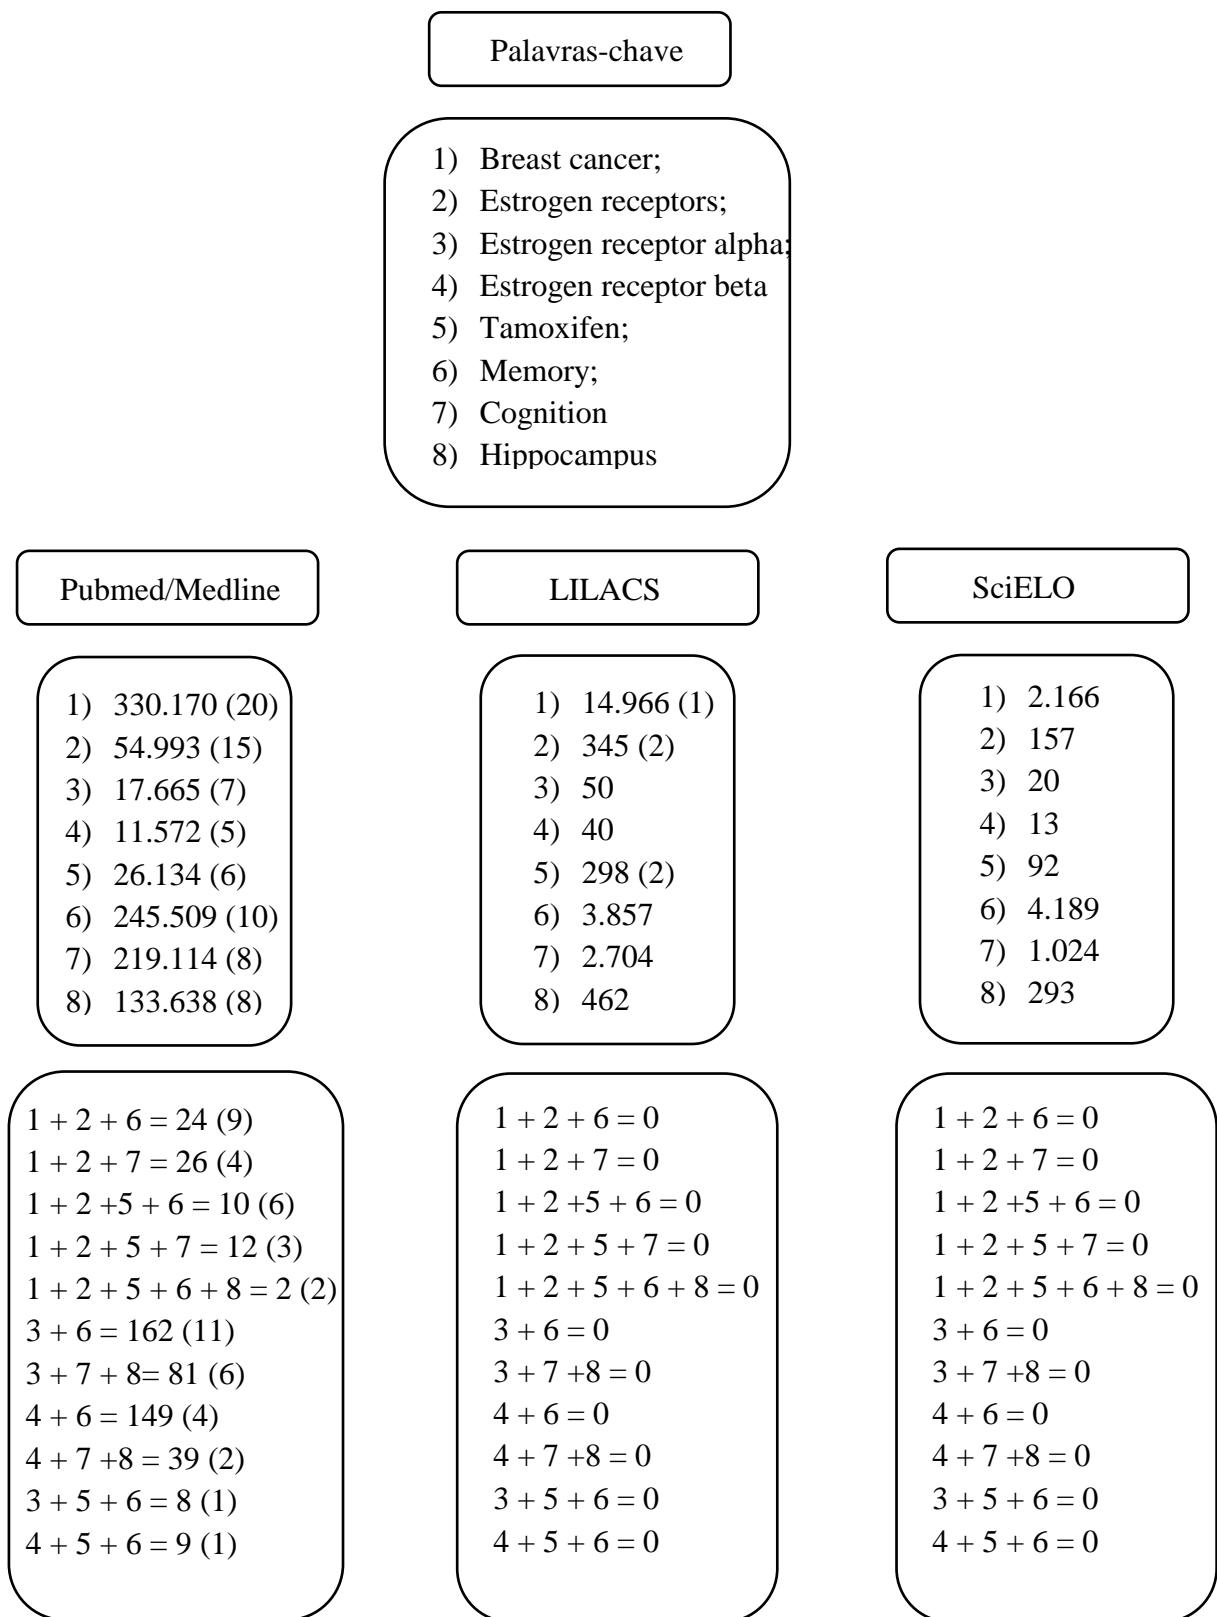 Palavras-chave
1) Breast cancer;
2) Estrogen receptors;
3) Estrogen receptor alpha;
4) Estrogen receptor beta
5) Tamoxifen;
6) Memory;
7) Cognition
8) Hippocampus
Pubmed/Medline
1) 330.170 (20)
2) 54.993 (15)
3) 17.665 (7)
4) 11.572 (5)
5) 26.134 (6)
6) 245.509 (10)
7) 219.114 (8)
8) 133.638 (8)
1 + 2 + 6 = 24 (9)
1 + 2 + 7 = 26 (4)
1 + 2 +5 + 6 = 10 (6)
1 + 2 + 5 + 7 = 12 (3)
1 + 2 + 5 + 6 + 8 = 2 (2)
3 + 6 = 162 (11)
3 + 7 + 8= 81 (6)
4 + 6 = 149 (4)
4 + 7 +8 = 39 (2)
3 + 5 + 6 = 8 (1)
4 + 5 + 6 = 9 (1)
LILACS
1) 14.966 (1)
2) 345 (2)
3) 50
4) 40
5) 298 (2)
6) 3.857
7) 2.704
8) 462
1 + 2 + 6 = 0
1 + 2 + 7 = 0
1 + 2 +5 + 6 = 0
1 + 2 + 5 + 7 = 0
1 + 2 + 5 + 6 + 8 = 0
3 + 6 = 0
3 + 7 +8 = 0
4 + 6 = 0
4 + 7 +8 = 0
3 + 5 + 6 = 0
4 + 5 + 6 = 0
SciELO
1) 2.166
2) 157
3) 20
4) 13
5) 92
6) 4.189
7) 1.024
8) 293
1 + 2 + 6 = 0
1 + 2 + 7 = 0
1 + 2 +5 + 6 = 0
1 + 2 + 5 + 7 = 0
1 + 2 + 5 + 6 + 8 = 0
3 + 6 = 0
3 + 7 +8 = 0
4 + 6 = 0
4 + 7 +8 = 0
3 + 5 + 6 = 0
4 + 5 + 6 = 0